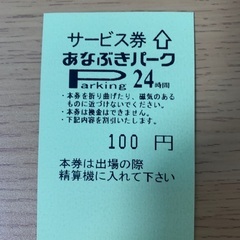 サービス券⇧
あなぶきパーク
Parking 24時間
・本券を折り曲げたり、磁気のある
ものに近づけないでください。
・本券は換金はできません。
・下記内容を割引いたします。
100 円
本券は出場の際
精算機に入れて下さい